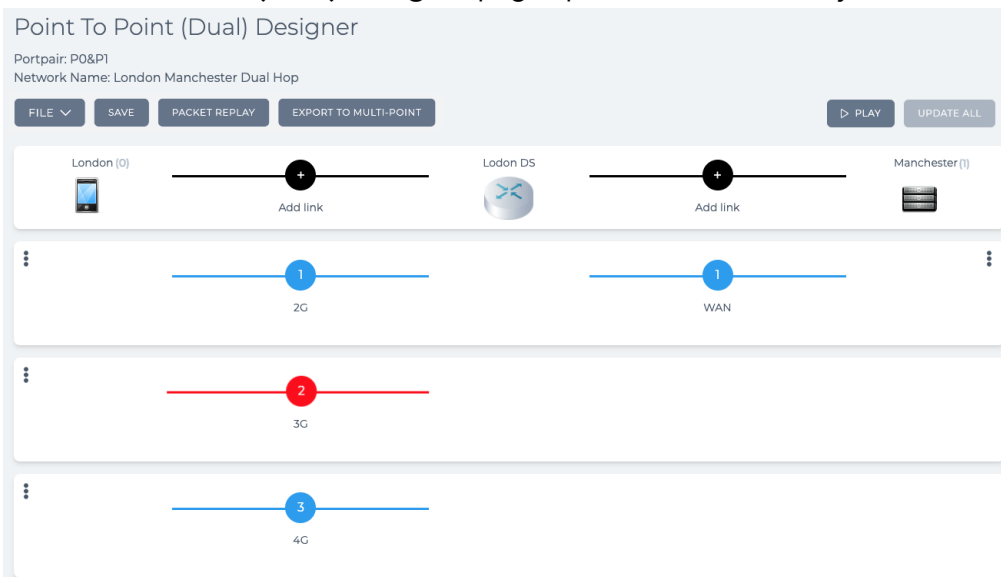 Point To Point (Dual) Designer
Portpair: P0&P1
Network Name: London Manchester Dual Hop
FILE SAVE PACKET REPLAY EXPORT TO MULTI-POINT PLAY UPDATE ALL
London (0) Lodon DS Manchester(1)
+ +
Add link Add link
1 1
2G WAN
2
3G
3
4G